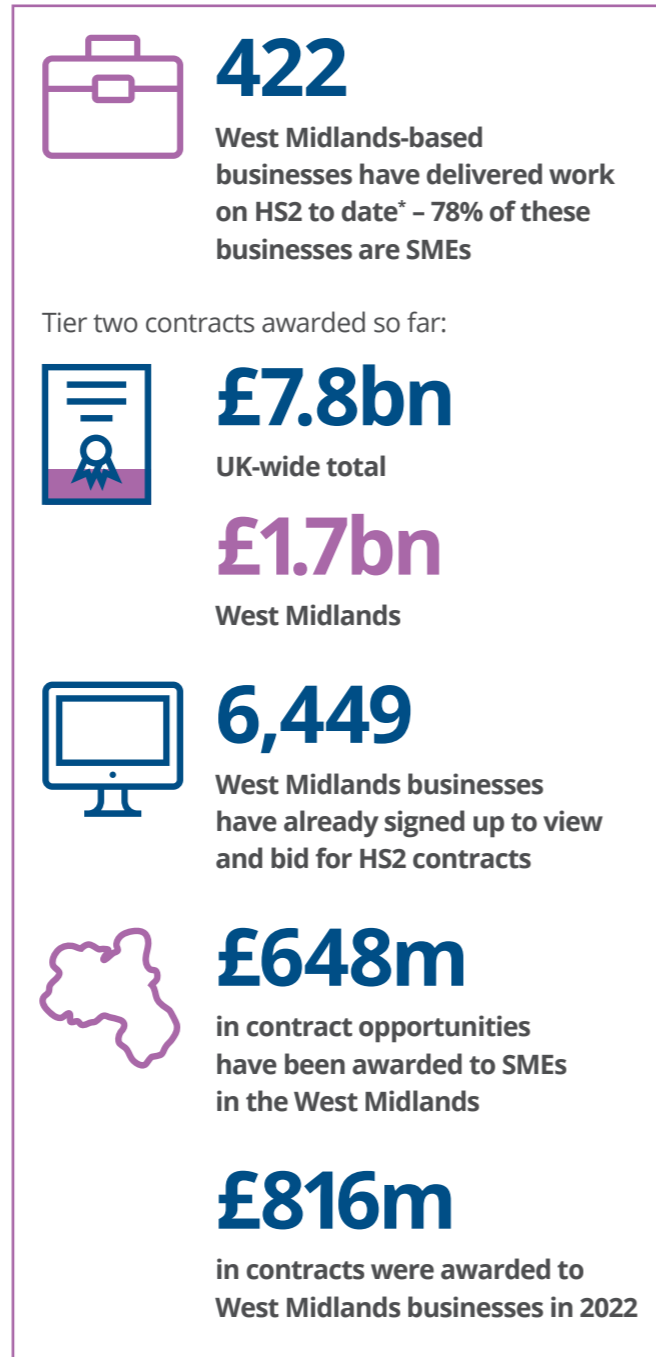 422
West Midlands-based
businesses have delivered work
on HS2 to date* – 78% of these
businesses are SMEs
Tier two contracts awarded so far:
£7.8bn
UK-wide total
£1.7bn
West Midlands
6,449
West Midlands businesses
have already signed up to view
and bid for HS2 contracts
£648m
in contract opportunities
have been awarded to SMEs
in the West Midlands
£816m
in contracts were awarded to
West Midlands businesses in 2022